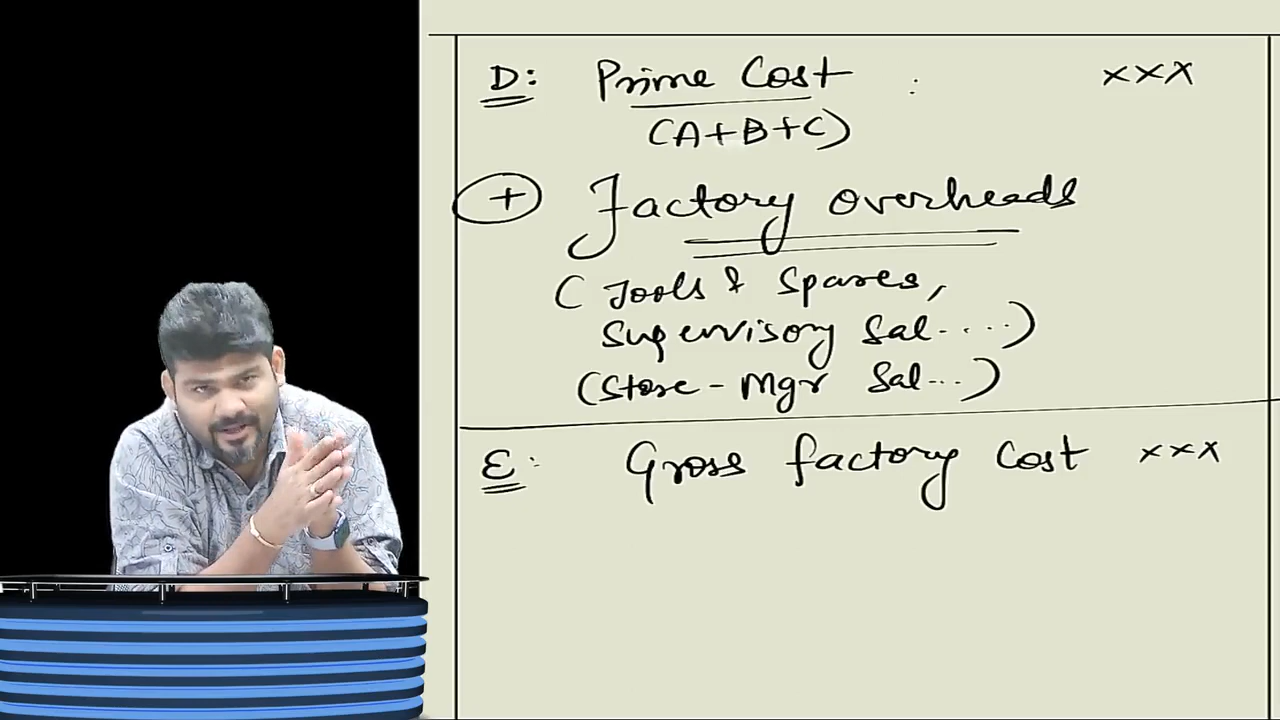 D: Prime Cost : xxx
(A+B+C)
+ Factory overheads
( Tools & Spares,
Supervisory Sal.....)
(Store - Mgr Sal...)
E: Gross factory Cost xxx